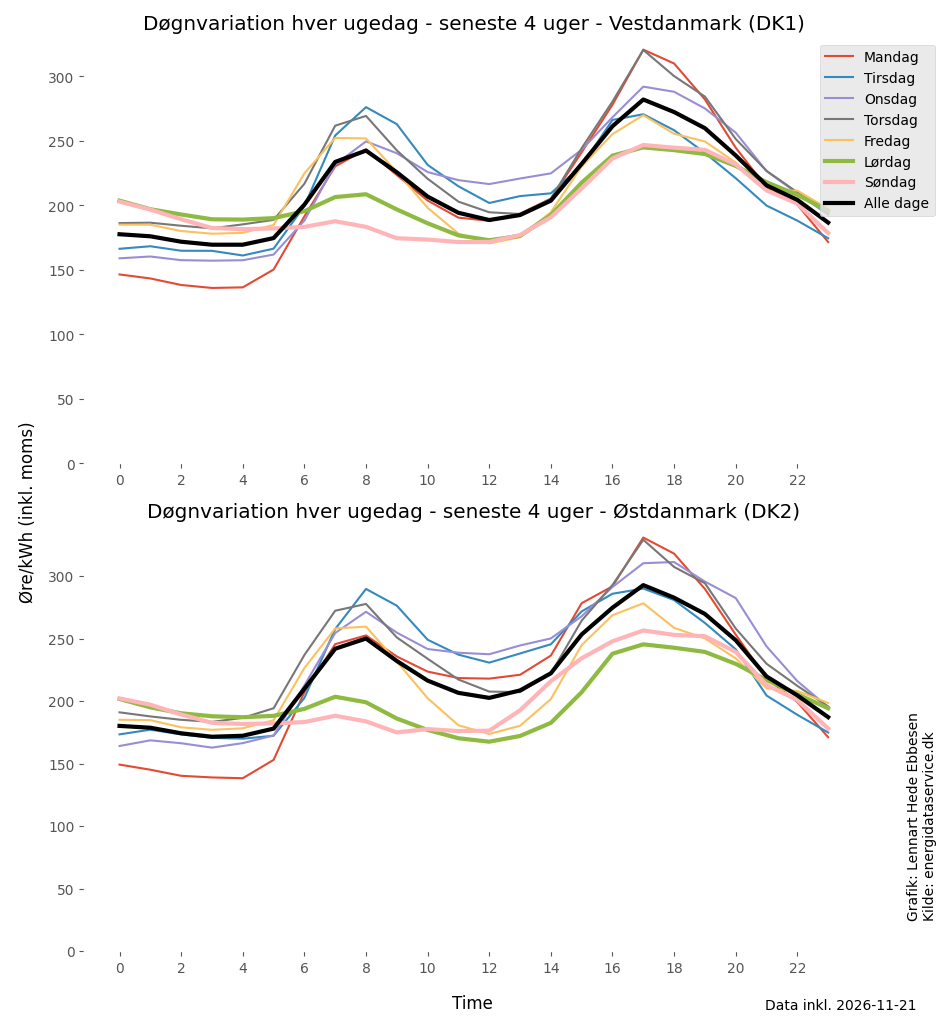 Døgnvariation hver ugedag - seneste 4 uger - Vestdanmark (DK1)
Mandag
Tirsdag
Onsdag
Torsdag
Fredag
Lørdag
Søndag
Alle dage
300
250
200
150
100
50
0
0 2 4 6 8 10 12 14 16 18 20 22
Øre/kWh (inkl. moms)
Døgnvariation hver ugedag - seneste 4 uger - Østdanmark (DK2)
300
250
200
150
100
50
0
0 2 4 6 8 10 12 14 16 18 20 22
Time
Grafik: Lennart Hede Ebbesen
Kilde: energidataservice.dk
Data inkl. 2026-11-21